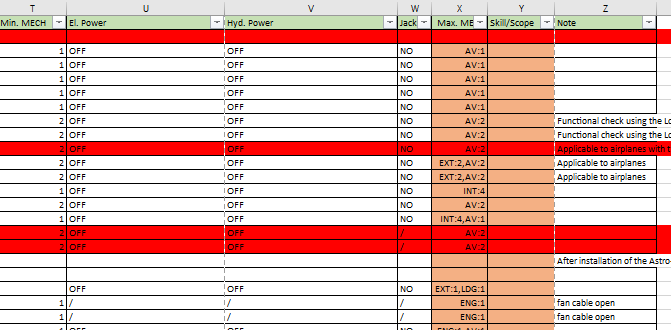 T U V W X Y Z
Min. MECH El. Power Hyd. Power Jack Max. ME Skill/Scope Note
1 OFF OFF NO AV:1
1 OFF OFF NO AV:1
1 OFF OFF NO AV:1
1 OFF OFF NO AV:1
1 OFF OFF NO AV:1
2 OFF OFF NO AV:2 Functional check using the Lo
2 OFF OFF NO AV:2 Functional check using the Lo
2 OFF OFF NO AV:2 Applicable to airplanes with t
2 OFF OFF NO EXT:2,AV:2 Applicable to airplanes
2 OFF OFF NO EXT:2,AV:2 Applicable to airplanes
1 OFF OFF NO INT:4
2 OFF OFF NO AV:2
1 OFF OFF NO INT:4,AV:1
2 OFF OFF / AV:2
2 OFF OFF / AV:2
After installation of the Astro
OFF OFF NO EXT:1,LDG:1
1 / / / ENG:1 fan cable open
1 / / / ENG:1 fan cable open